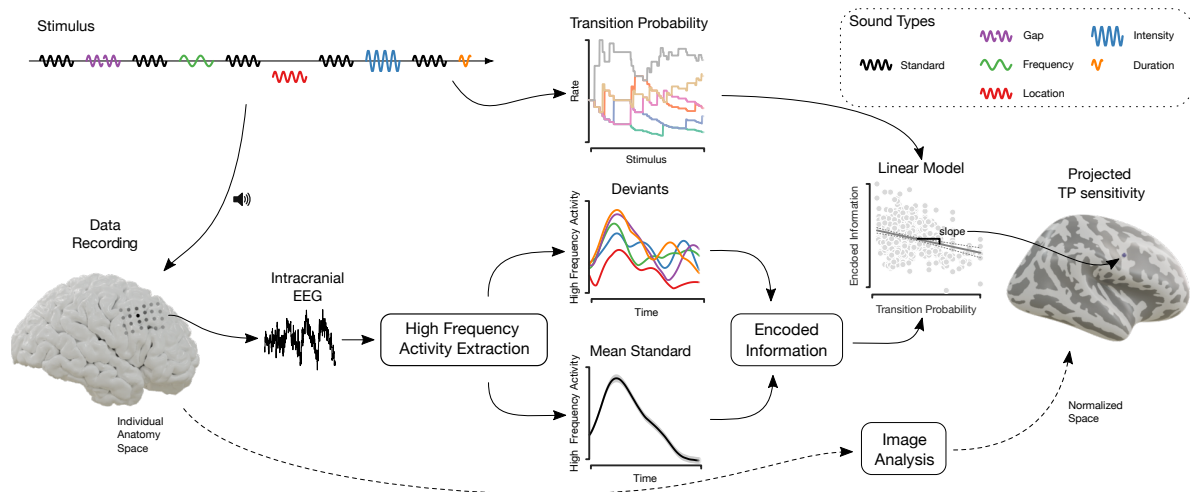 Stimulus
Transition Probability
Rate
Stimulus
Sound Types
Gap
Intensity
Standard
Frequency
Duration
Location
Data
Recording
Individual
Anatomy
Space
Intracranial
EEG
High Frequency
Activity Extraction
Deviants
High Frequency Activity
Time
Mean Standard
High Frequency Activity
Time
Encoded
Information
Linear Model
Encoded Information
slope
Transition Probability
Projected
TP sensitivity
Normalized
Space
Image
Analysis